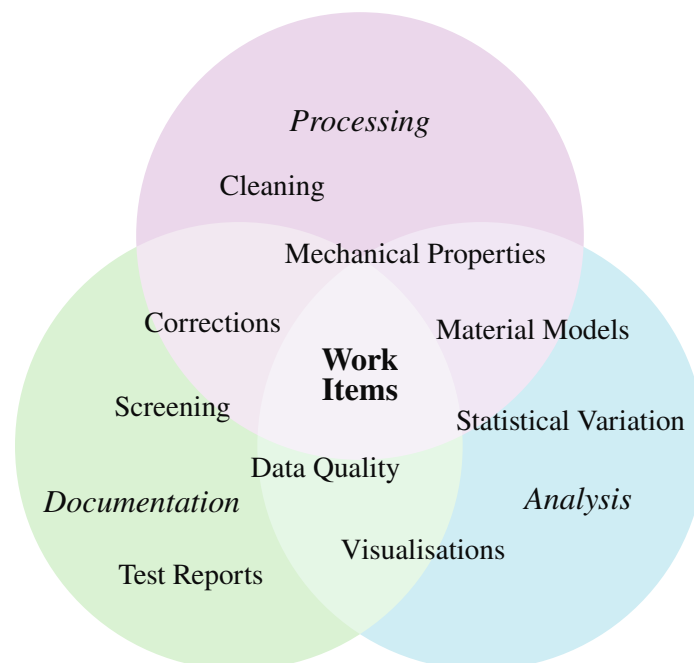 Processing
Cleaning
Mechanical Properties
Corrections
Material Models
Work
Items
Screening
Statistical Variation
Data Quality
Documentation
Analysis
Visualisations
Test Reports